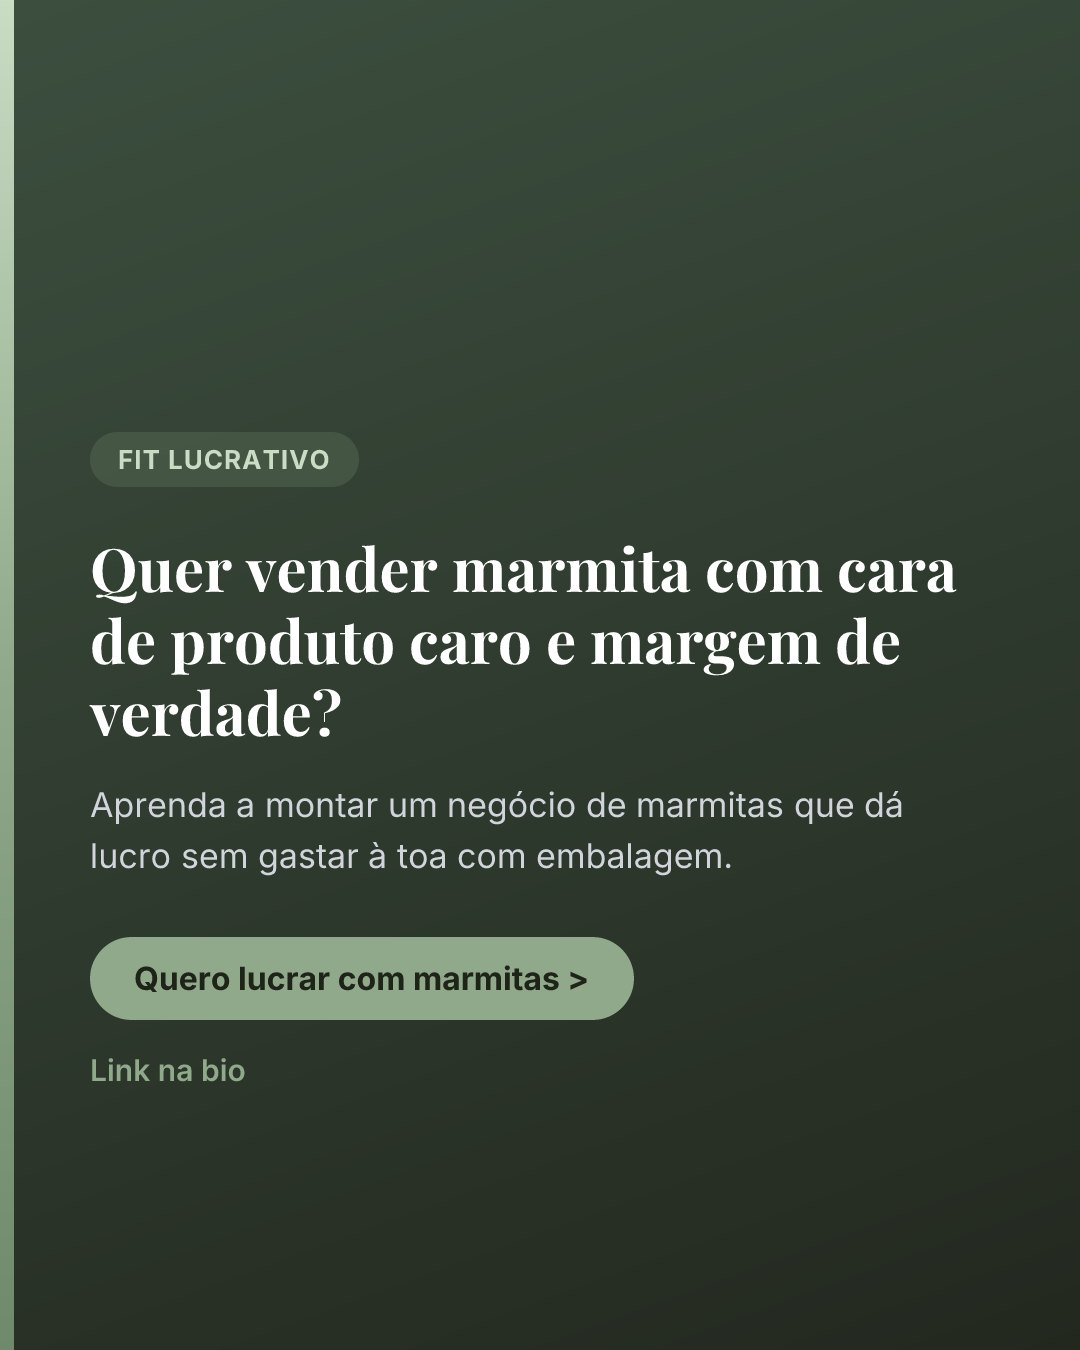 FIT LUCRATIVO
Quer vender marmita com cara
de produto caro e margem de
verdade?
Aprenda a montar um negócio de marmitas que dá
lucro sem gastar à toa com embalagem.
Quero lucrar com marmitas >
Link na bio